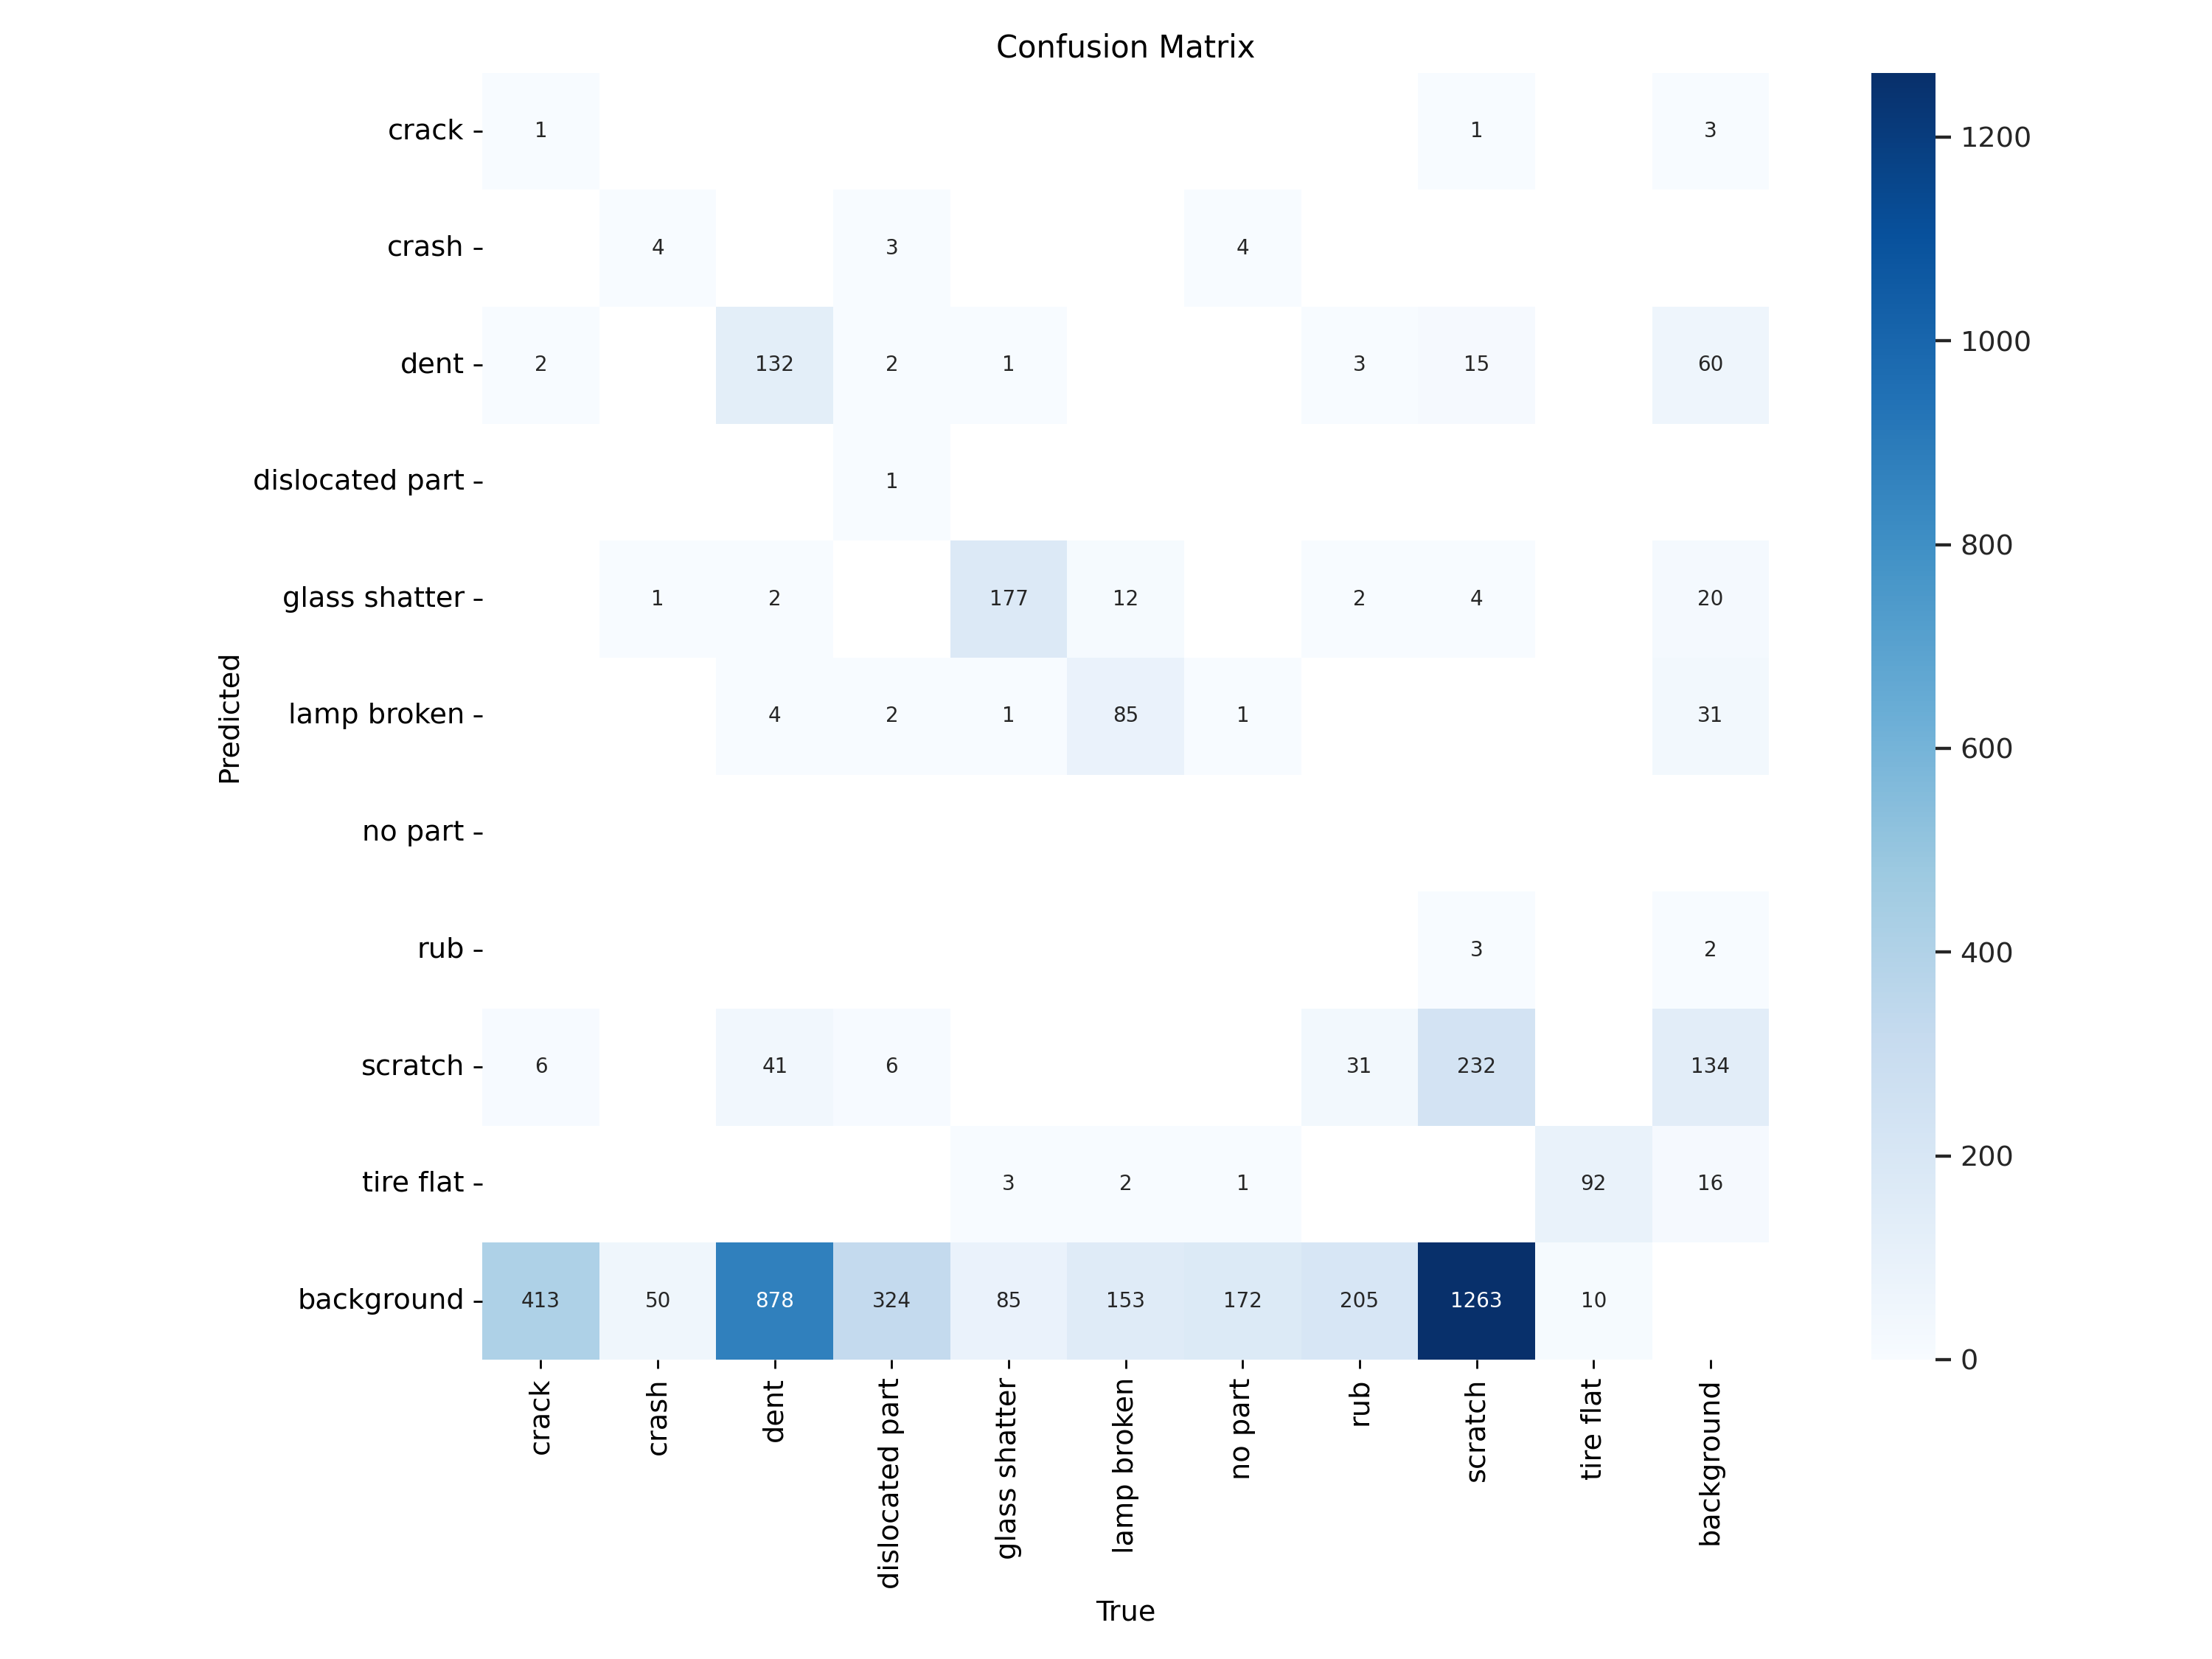 Confusion Matrix
crack 1 1 3
crash 4 3 4
dent 2 132 2 1 3 15 60
dislocated part 1
glass shatter 1 2 177 12 2 4 20
lamp broken 4 2 1 85 1 31
no part
rub 3 2
scratch 6 41 6 31 232 134
tire flat 3 2 1 92 16
background 413 50 878 324 85 153 172 205 1263 10
Predicted
crack
crash
dent
dislocated part
glass shatter
lamp broken
no part
rub
scratch
tire flat
background
True
1200
1000
800
600
400
200
0